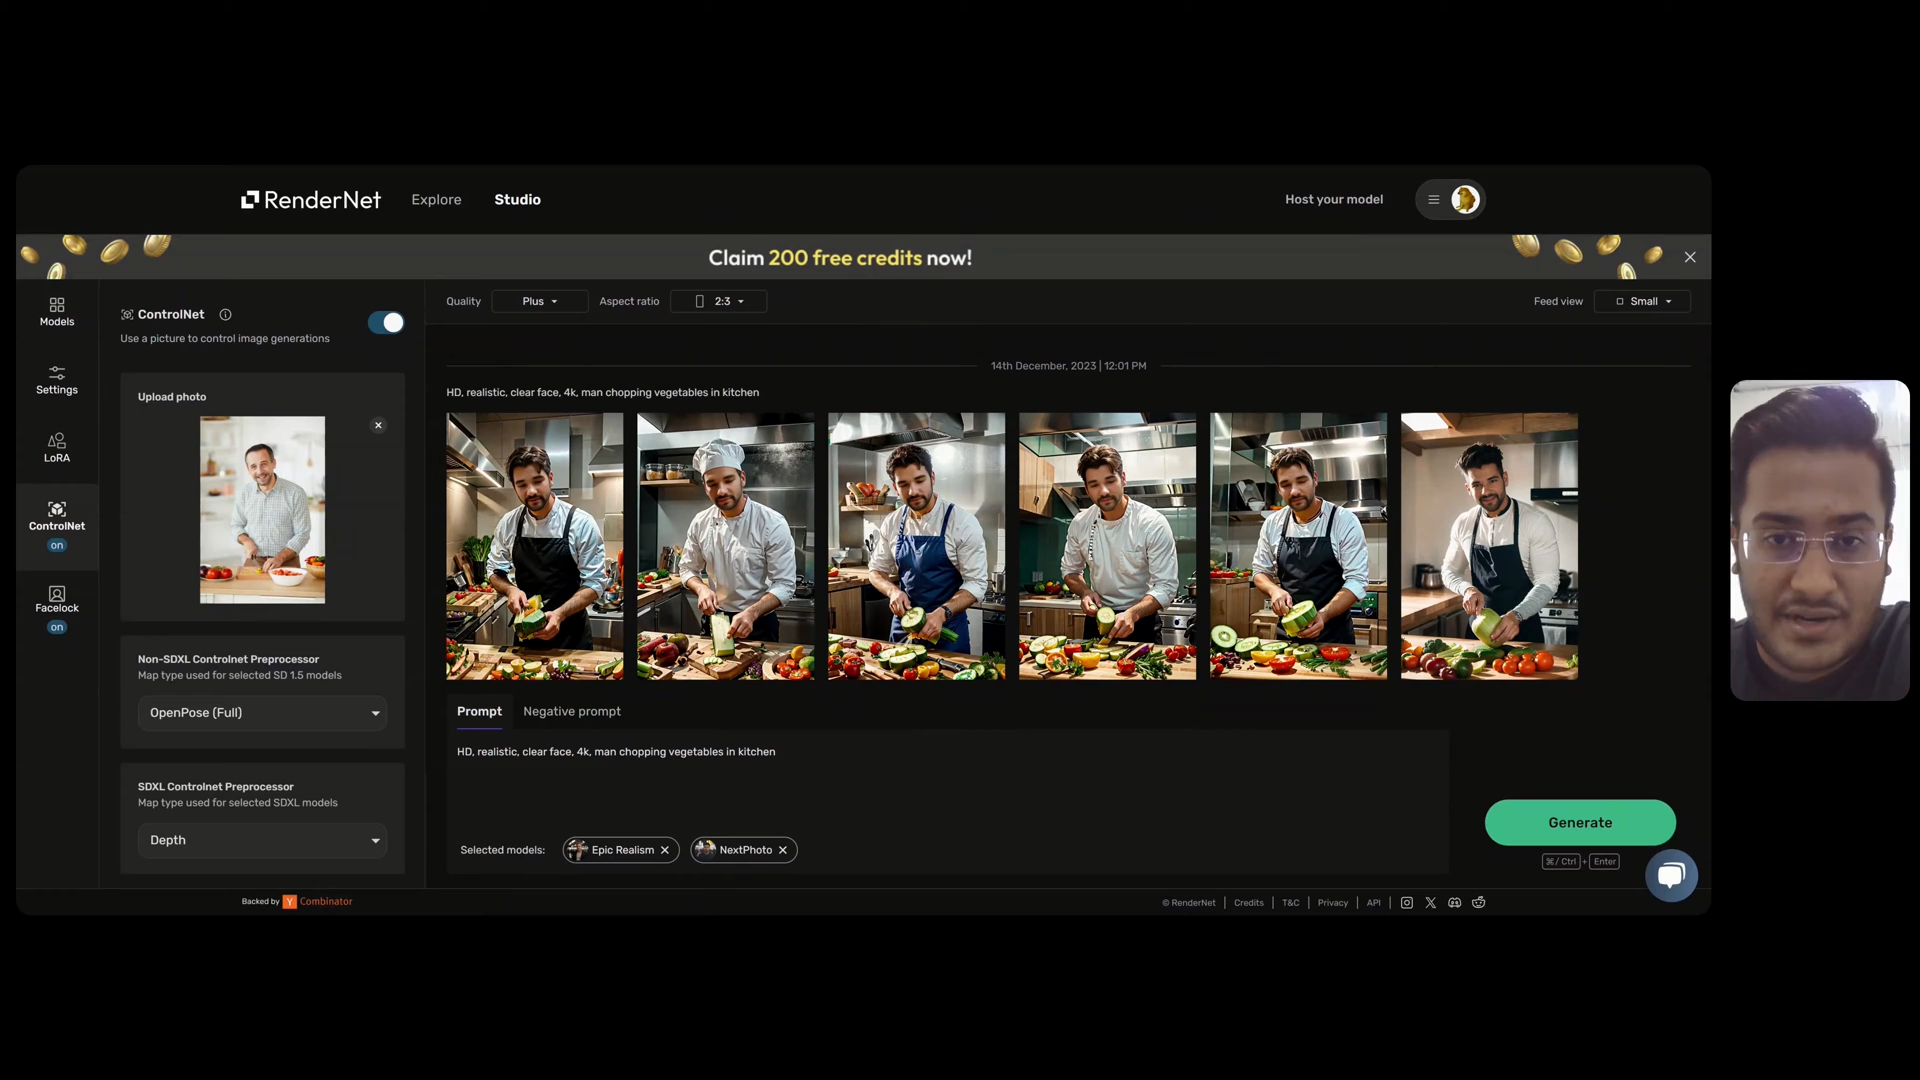 RenderNet
Explore
Studio
Host your model
Claim 200 free credits now!
Models
Settings
LoRA
ControlNet
on
Facelock
on
ControlNet
Use a picture to control image generations
Upload photo
Non-SDXL Controlnet Preprocessor
Map type used for selected SD 1.5 models
OpenPose (Full)
SDXL Controlnet Preprocessor
Map type used for selected SDXL models
Depth
Quality
Plus
Aspect ratio
2:3
Feed view
Small
14th December, 2023 | 12:01 PM
HD, realistic, clear face, 4k, man chopping vegetables in kitchen
Prompt
Negative prompt
HD, realistic, clear face, 4k, man chopping vegetables in kitchen
Selected models:
Epic Realism
NextPhoto
Generate
⌘/ Ctrl + Enter
Backed by Y Combinator
© RenderNet | Credits | T&C | Privacy | API |